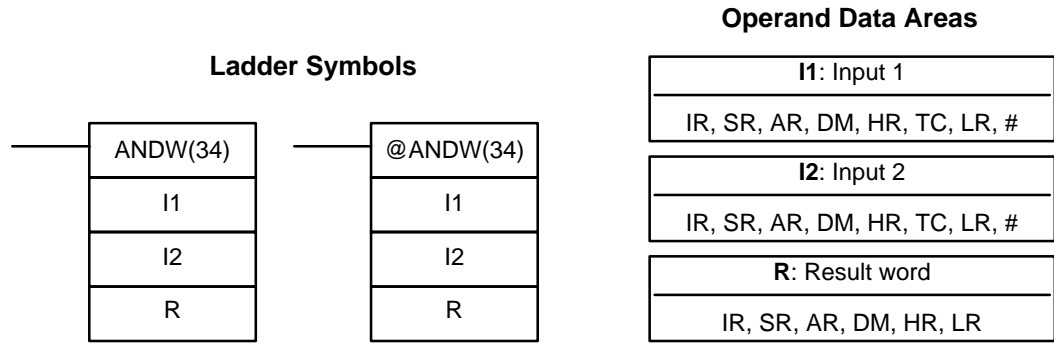 Ladder Symbols
ANDW(34)
I1
I2
R
@ANDW(34)
I1
I2
R
Operand Data Areas
I1: Input 1
IR, SR, AR, DM, HR, TC, LR, #
I2: Input 2
IR, SR, AR, DM, HR, TC, LR, #
R: Result word
IR, SR, AR, DM, HR, LR